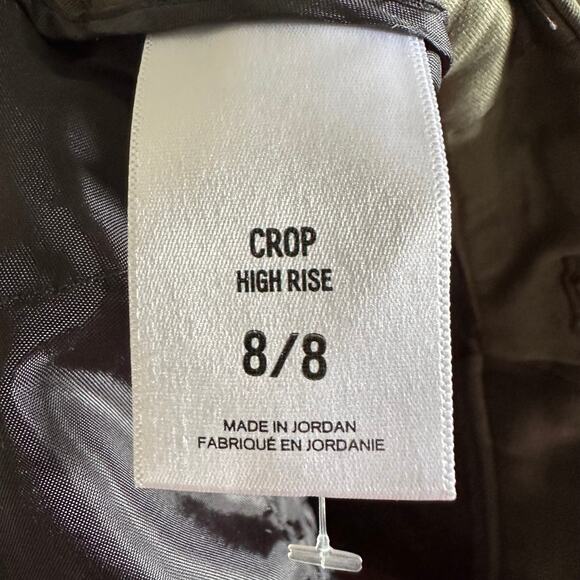 CROP
HIGH RISE
8/8
MADE IN JORDAN
FABRIQUÉ EN JORDANIE